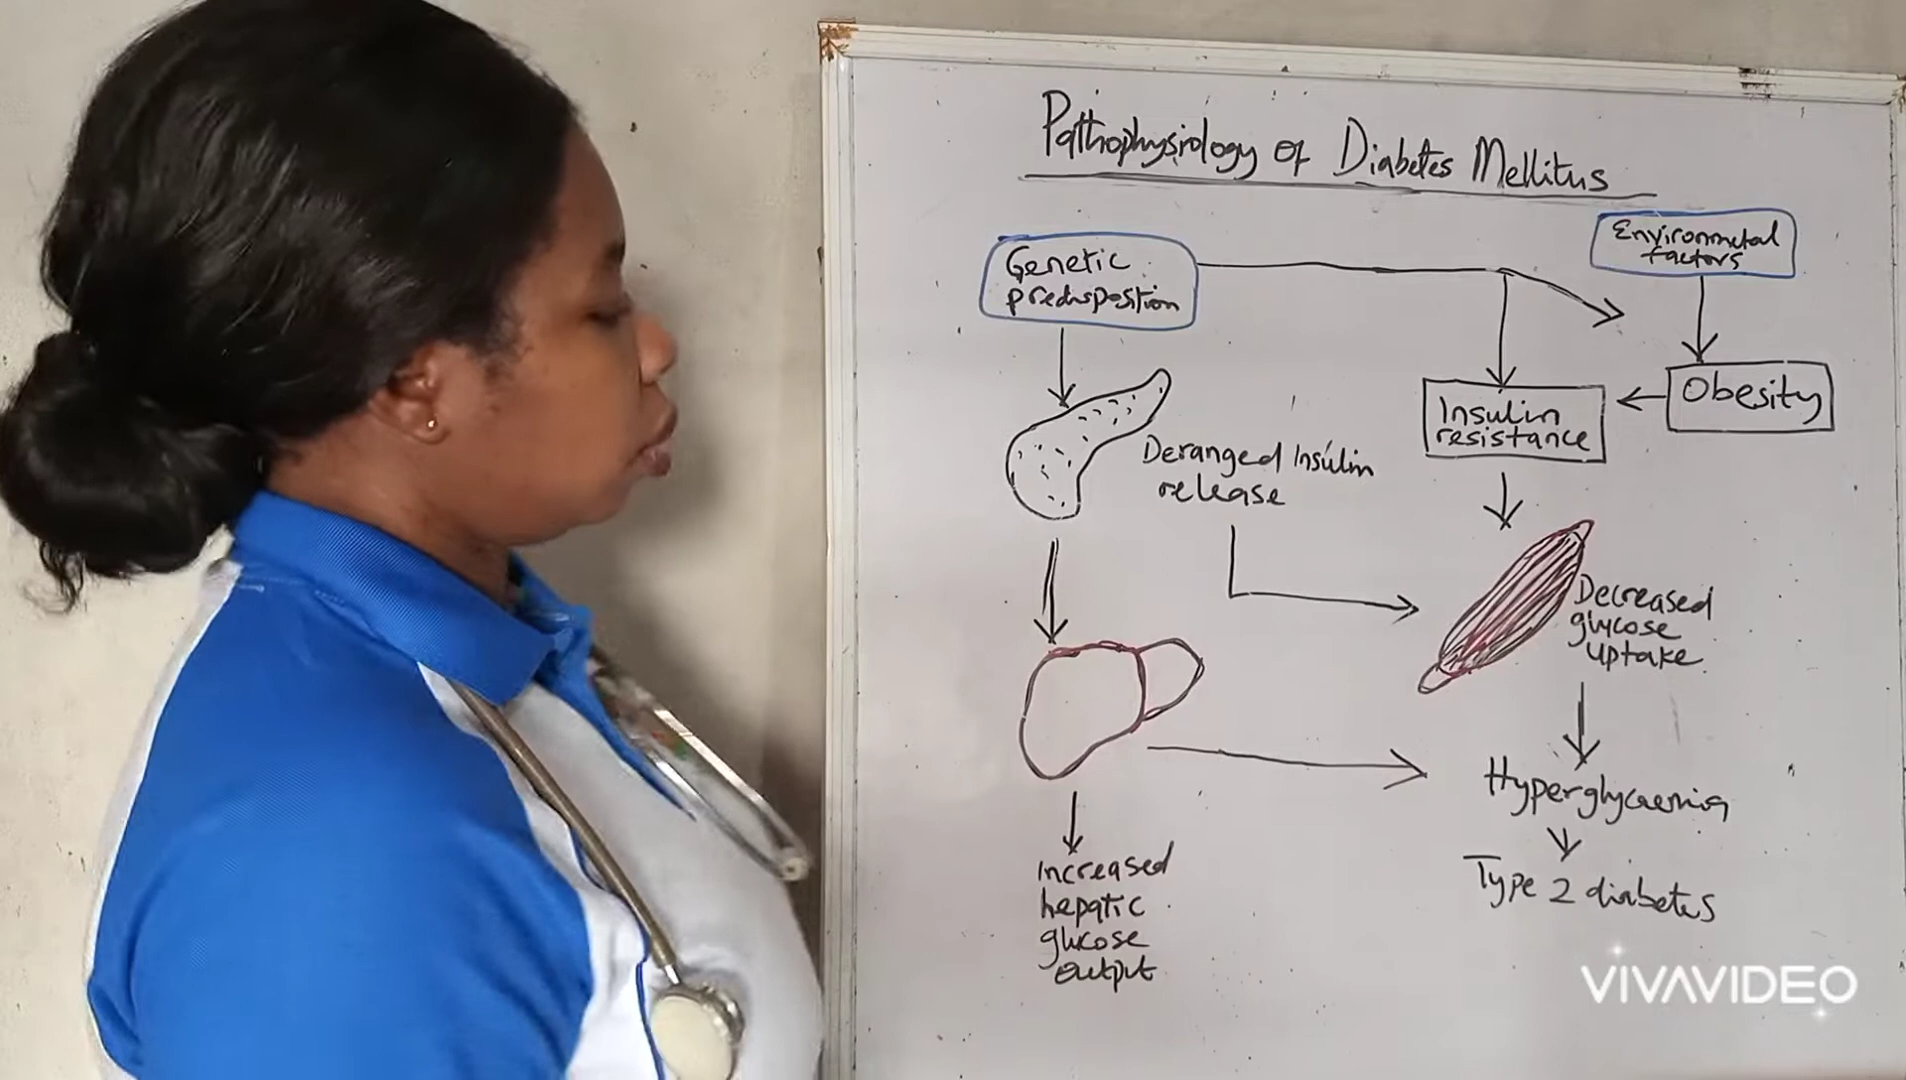 Pathophysiology of Diabetes Mellitus
Genetic
predisposition
Environmetal
factors
Obesity
Insulin
resistance
Deranged Insulin
release
Decreased
glucose
uptake
Hyperglycaemia
Type 2 diabetes
Increased
hepatic
glucose
output
VIVAVIDEO